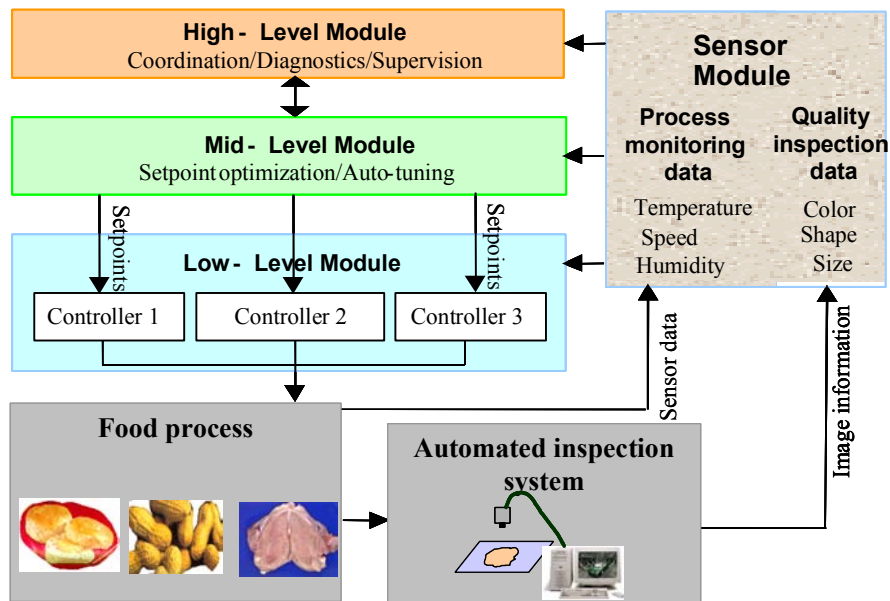 High - Level Module
Coordination/Diagnostics/Supervision
Mid - Level Module
Setpoint optimization/Auto-tuning
Setpoints
Setpoints
Low - Level Module
Controller 1
Controller 2
Controller 3
Sensor
Module
Process
monitoring
data
Temperature
Speed
Humidity
Quality
inspection
data
Color
Shape
Size
Sensor data
Image information
Food process
Automated inspection
system